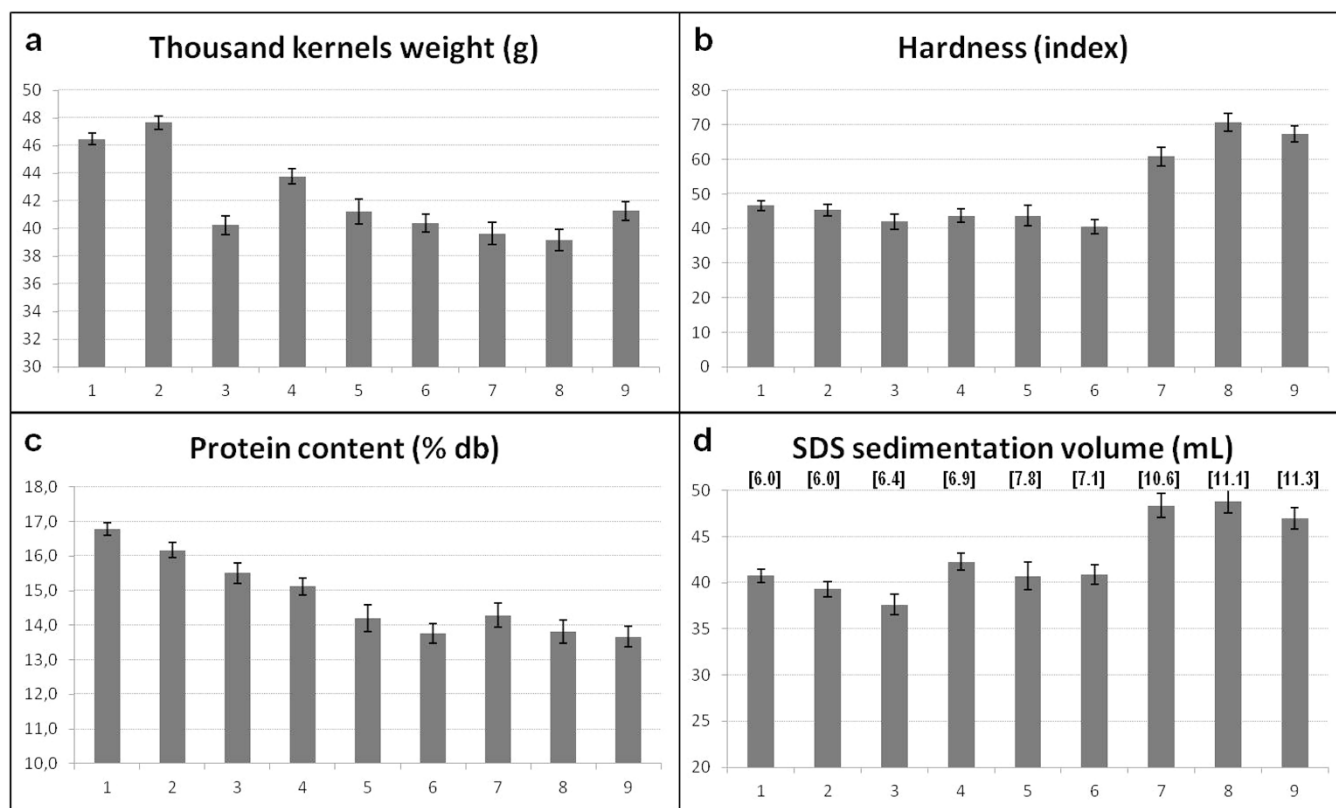 a
Thousand kernels weight (g)
50
48
46
44
42
40
38
36
34
32
30
1 2 3 4 5 6 7 8 9
b
Hardness (index)
80
70
60
50
40
30
20
10
0
1 2 3 4 5 6 7 8 9
c
Protein content (% db)
18,0
17,0
16,0
15,0
14,0
13,0
12,0
11,0
10,0
1 2 3 4 5 6 7 8 9
d
SDS sedimentation volume (mL)
[6.0] [6.0] [6.4] [6.9] [7.8] [7.1] [10.6] [11.1] [11.3]
50
45
40
35
30
25
20
1 2 3 4 5 6 7 8 9